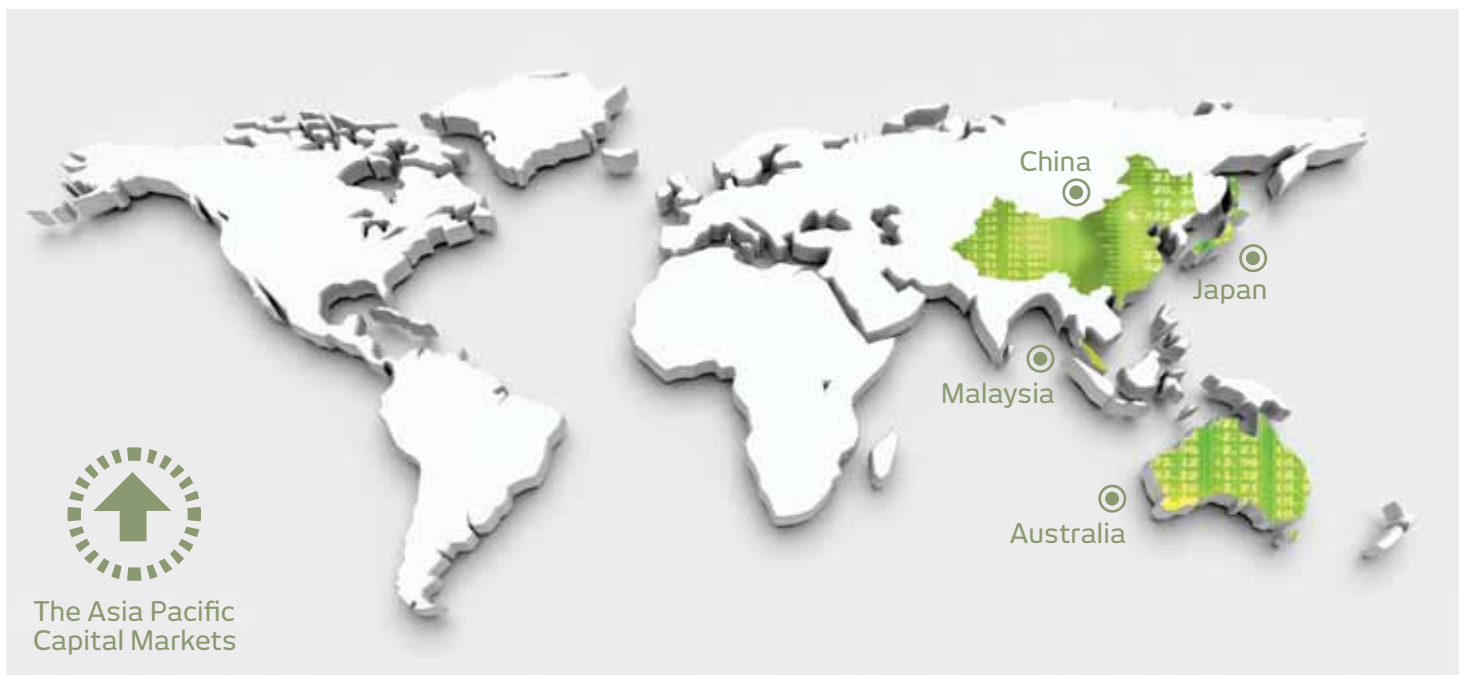 China
Japan
Malaysia
Australia
The Asia Pacific
Capital Markets